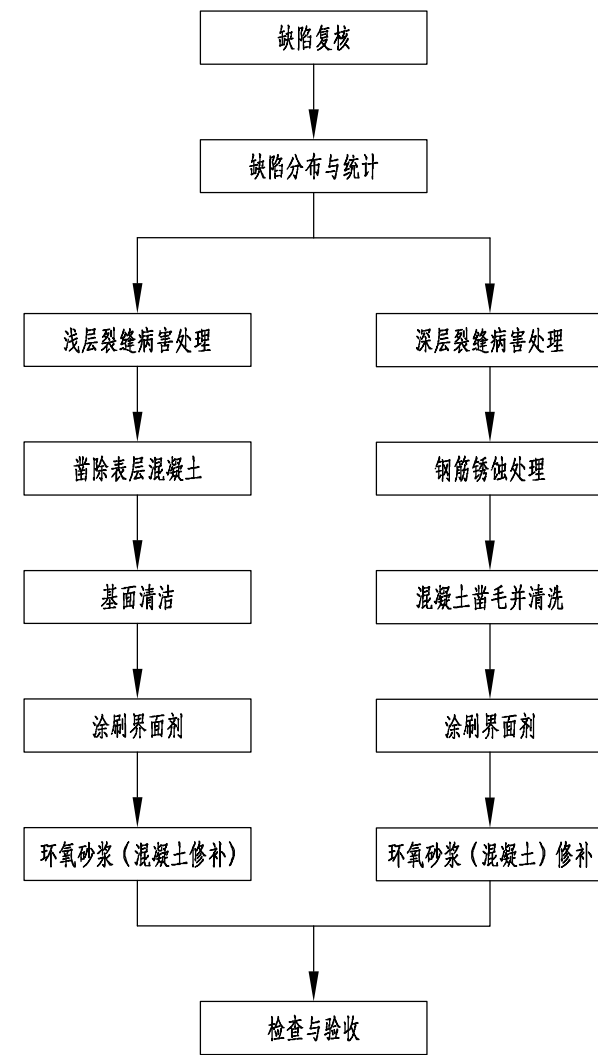 缺陷复核
缺陷分布与统计
浅层裂缝病害处理
深层裂缝病害处理
凿除表层混凝土
钢筋锈蚀处理
基面清洁
混凝土凿毛并清洗
涂刷界面剂
涂刷界面剂
环氧砂浆（混凝土修补）
环氧砂浆（混凝土）修补
检查与验收